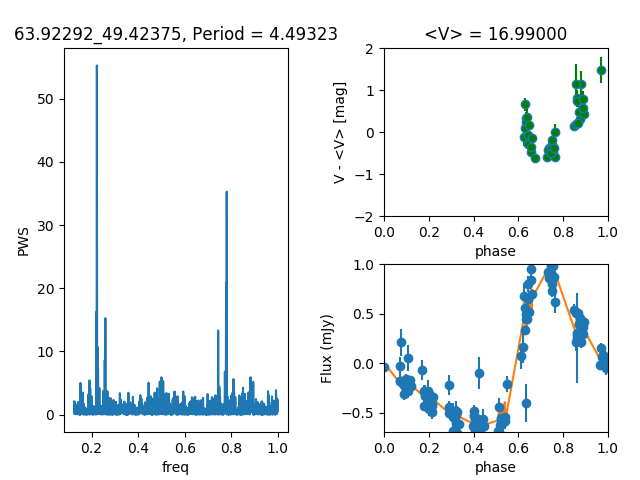 63.92292_49.42375, Period = 4.49323
<V> = 16.99000
PWS
50
40
30
20
10
0
0.2 0.4 0.6 0.8 1.0
freq
V - <V> [mag]
2
1
0
−1
−2
0.0 0.2 0.4 0.6 0.8 1.0
phase
Flux (mJy)
1.0
0.5
0.0
−0.5
0.0 0.2 0.4 0.6 0.8 1.0
phase